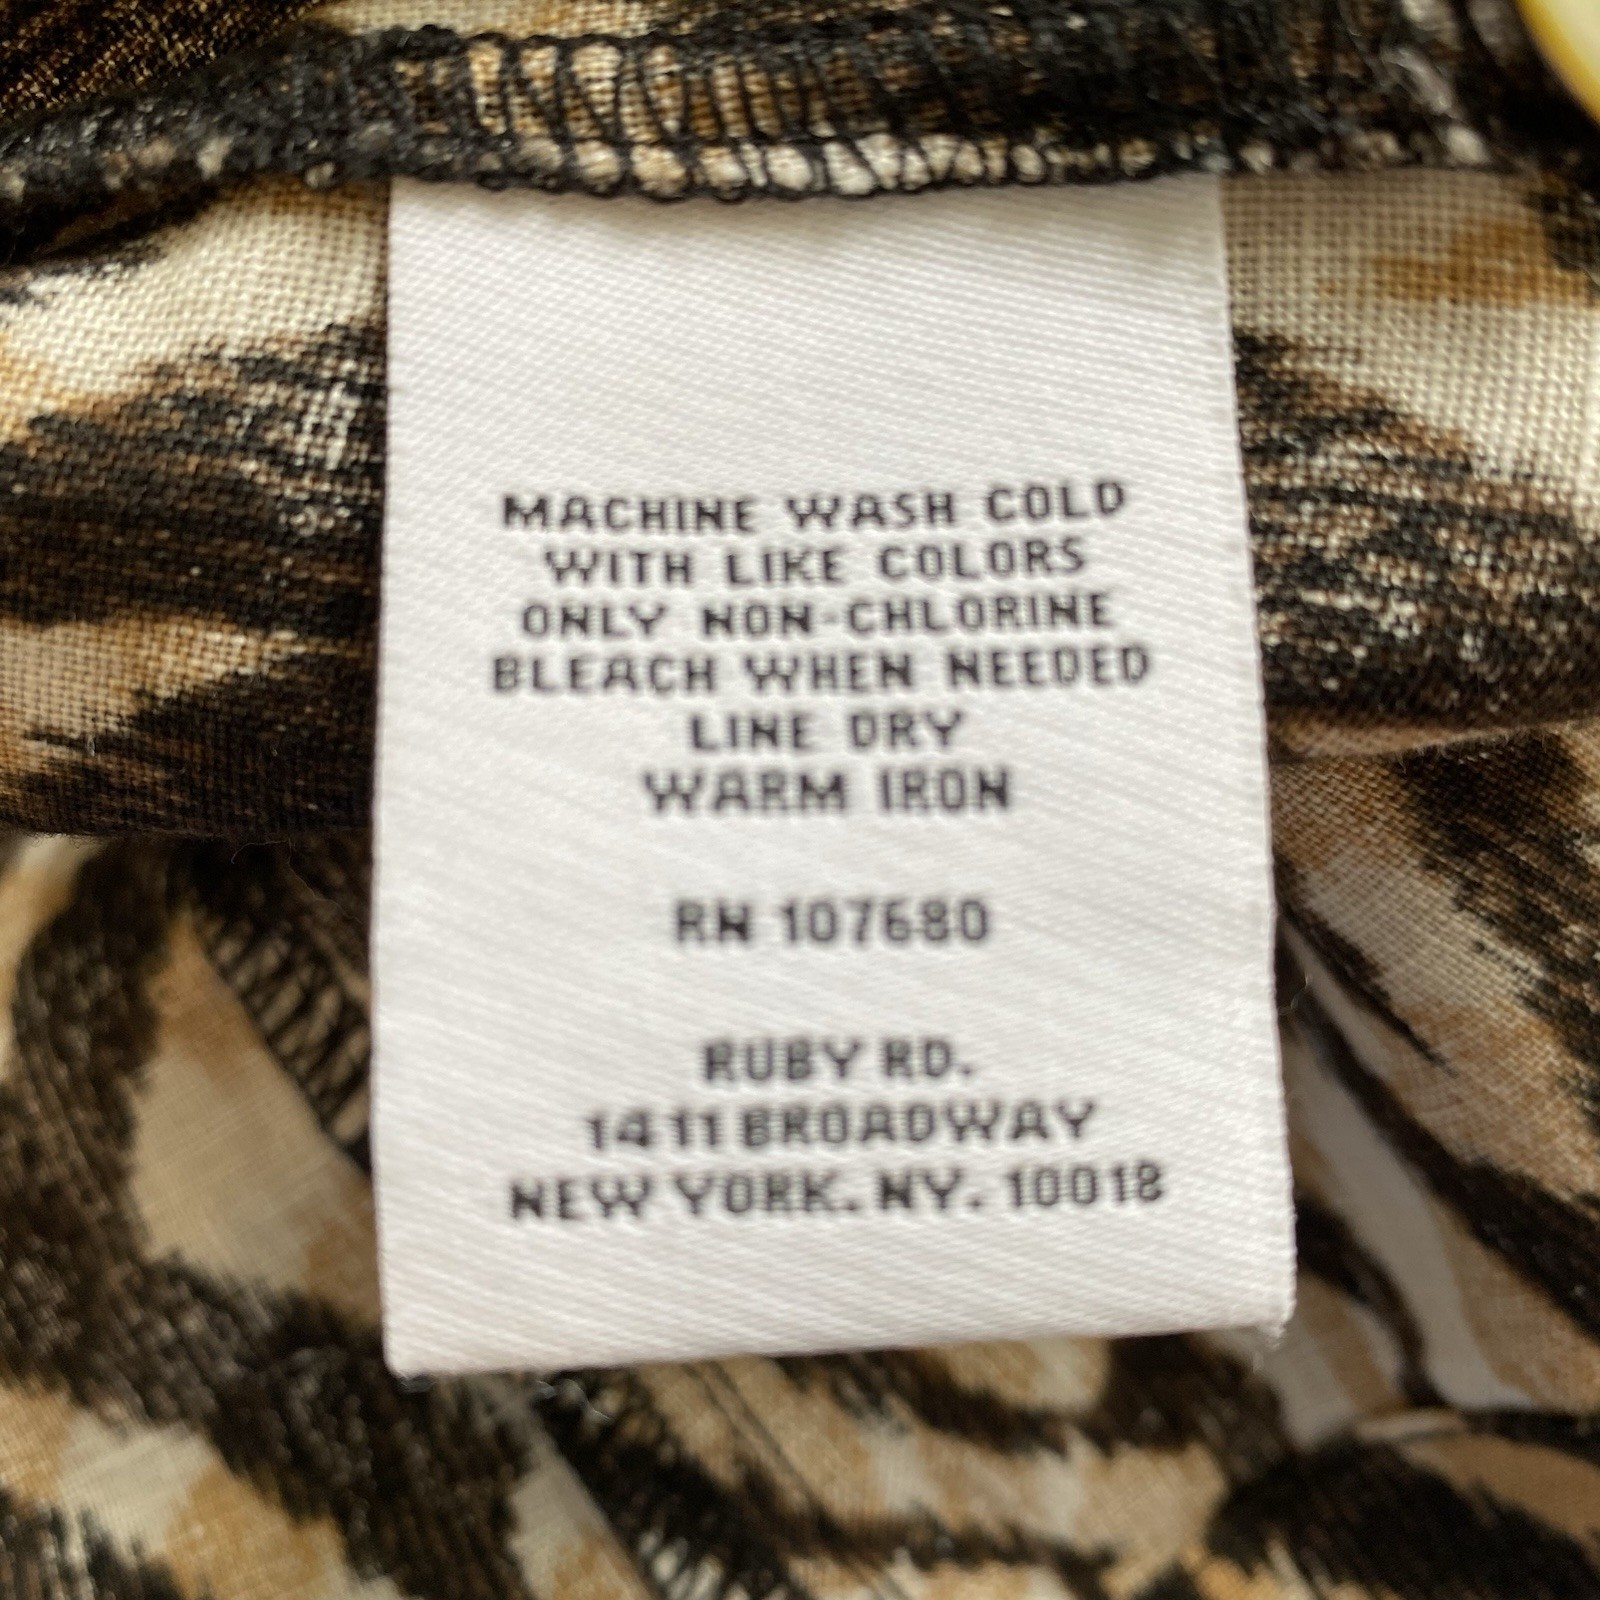 MACHINE WASH COLD
WITH LIKE COLORS
ONLY NON-CHLORINE
BLEACH WHEN NEEDED
LINE DRY
WARM IRON
RN 107680
RUBY RD.
1411 BROADWAY
NEW YORK. NY. 10018